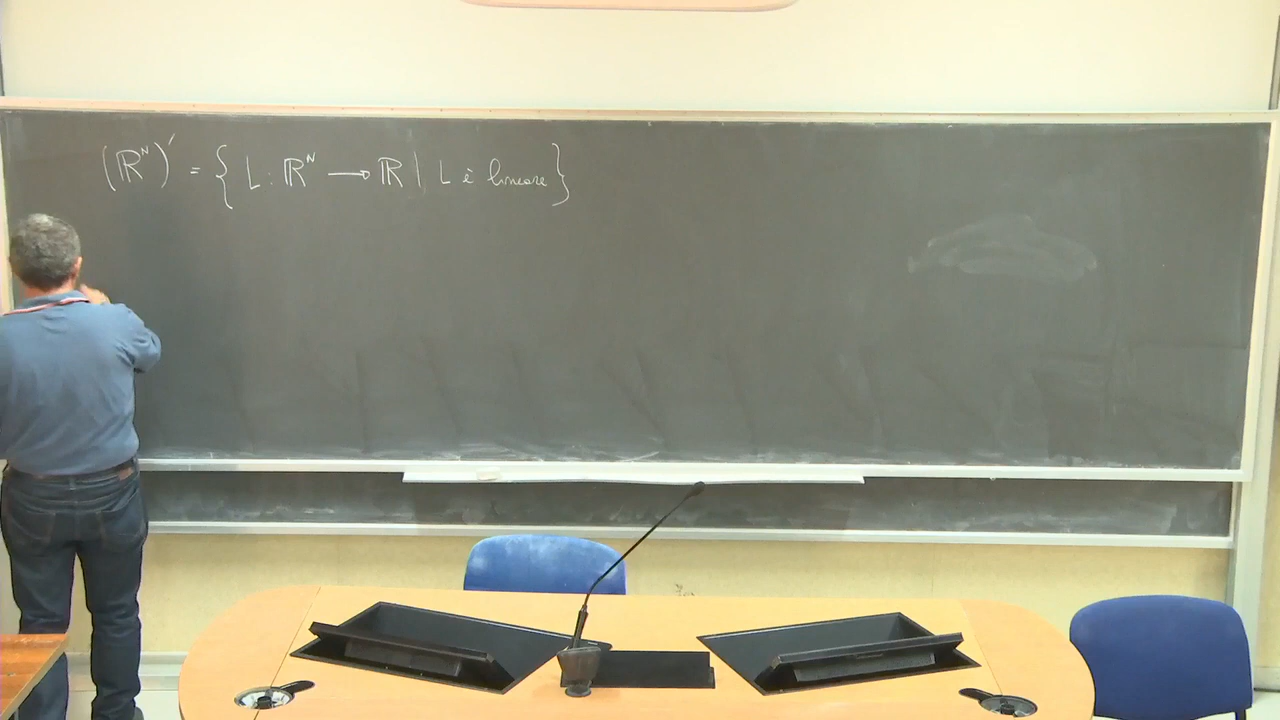 (ℝᴺ)' = { L : ℝᴺ ⟶ ℝ | L è lineare }